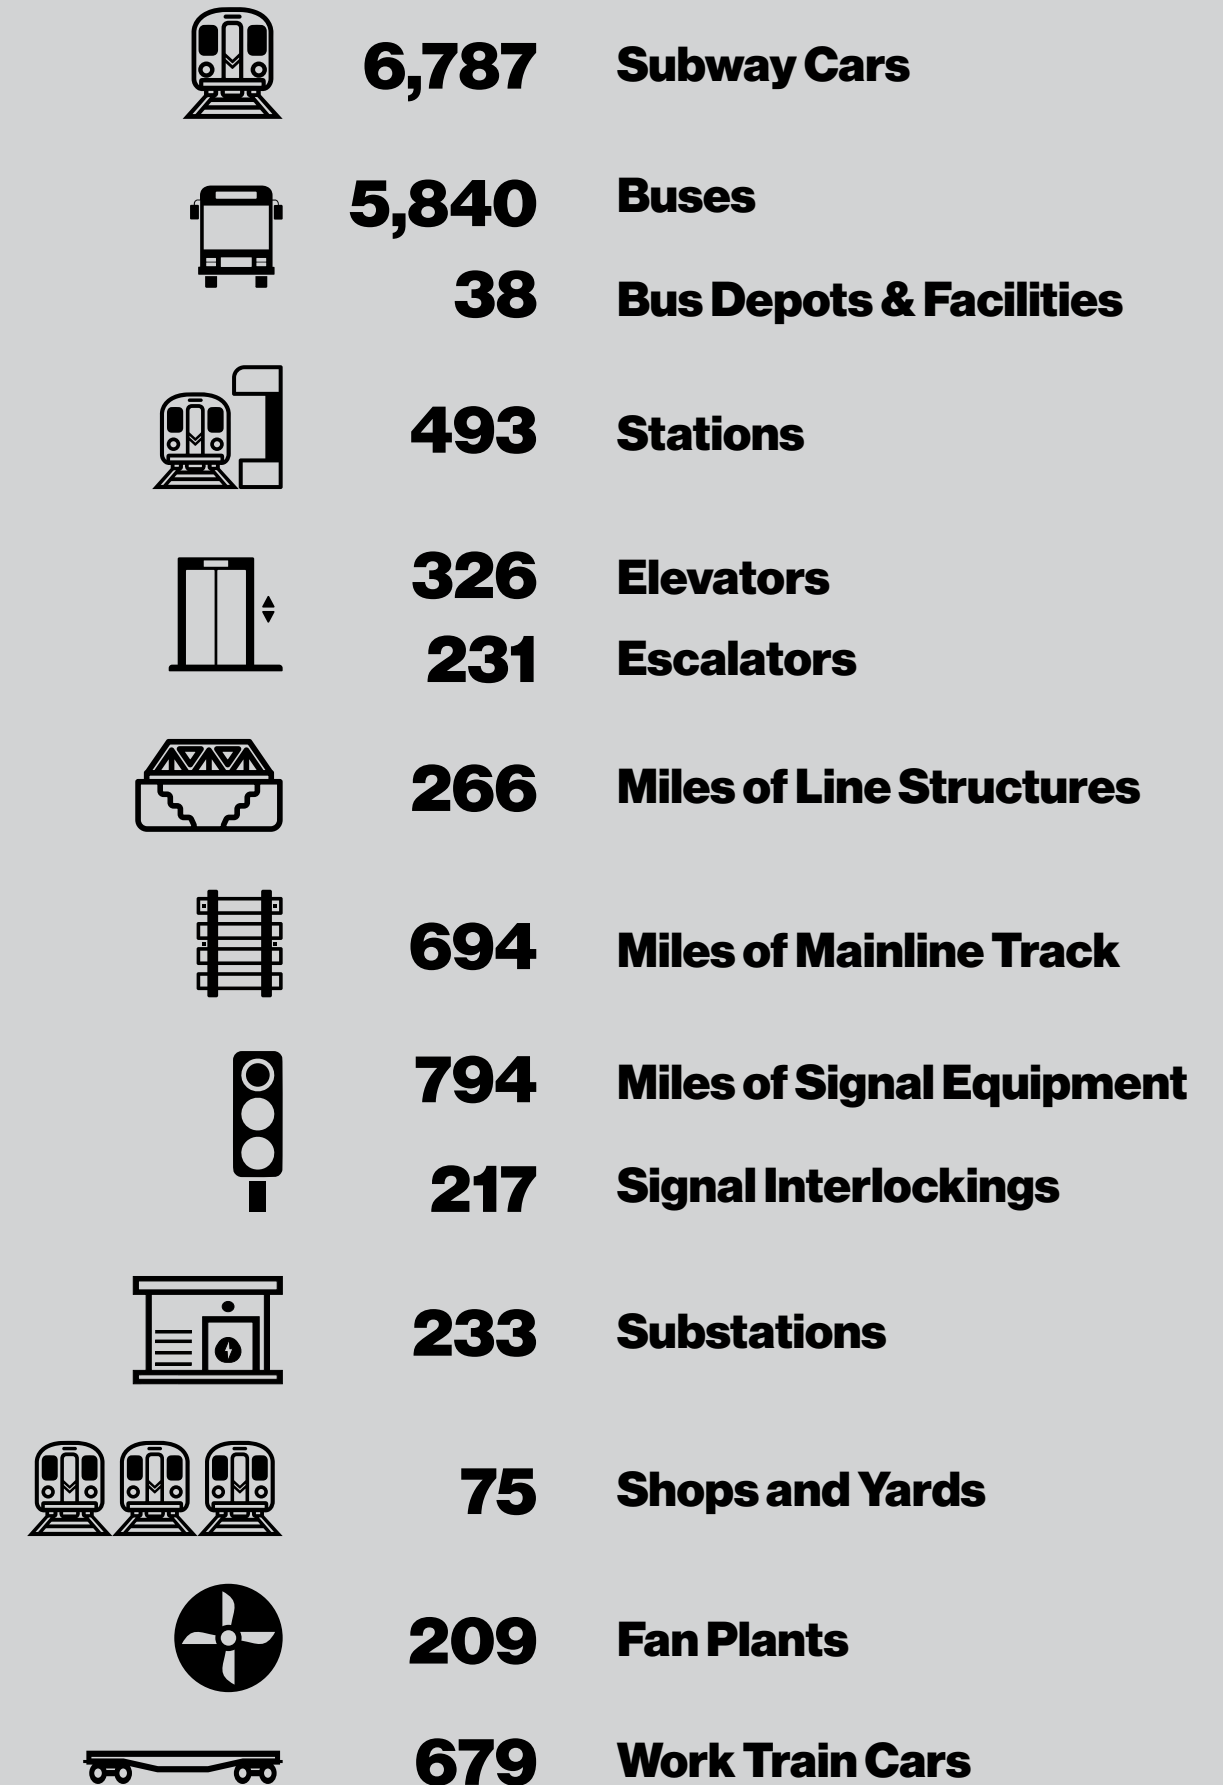 6,787 Subway Cars
5,840 Buses
38 Bus Depots & Facilities
493 Stations
326 Elevators
231 Escalators
266 Miles of Line Structures
694 Miles of Mainline Track
794 Miles of Signal Equipment
217 Signal Interlockings
233 Substations
75 Shops and Yards
209 Fan Plants
679 Work Train Cars